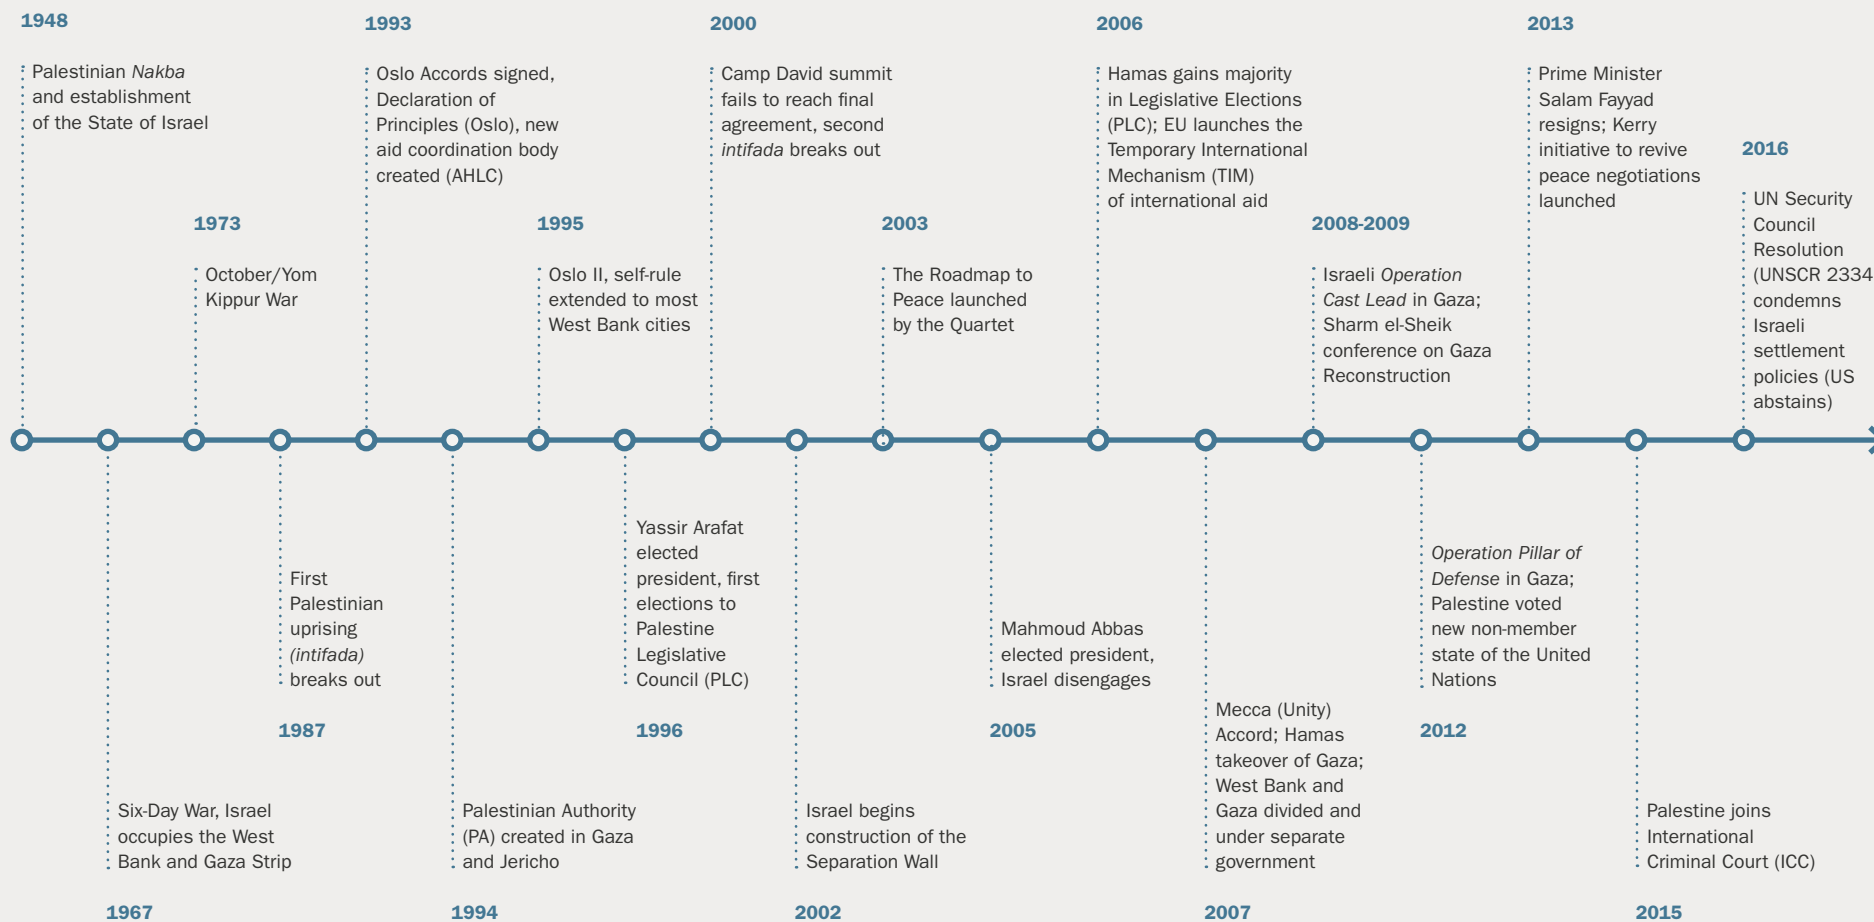 1948
Palestinian Nakba
and establishment
of the State of Israel
1967
Six-Day War, Israel
occupies the West
Bank and Gaza Strip
1973
October/Yom
Kippur War
1987
First
Palestinian
uprising
(intifada)
breaks out
1993
Oslo Accords signed,
Declaration of
Principles (Oslo), new
aid coordination body
created (AHLC)
1994
Palestinian Authority
(PA) created in Gaza
and Jericho
1995
Oslo II, self-rule
extended to most
West Bank cities
1996
Yassir Arafat
elected
president, first
elections to
Palestine
Legislative
Council (PLC)
2000
Camp David summit
fails to reach final
agreement, second
intifada breaks out
2002
Israel begins
construction of the
Separation Wall
2003
The Roadmap to
Peace launched
by the Quartet
2005
Mahmoud Abbas
elected president,
Israel disengages
2006
Hamas gains majority
in Legislative Elections
(PLC); EU launches the
Temporary International
Mechanism (TIM)
of international aid
2007
Mecca (Unity)
Accord; Hamas
takeover of Gaza;
West Bank and
Gaza divided and
under separate
government
2008-2009
Israeli Operation
Cast Lead in Gaza;
Sharm el-Sheik
conference on Gaza
Reconstruction
2012
Operation Pillar of
Defense in Gaza;
Palestine voted
new non-member
state of the United
Nations
2013
Prime Minister
Salam Fayyad
resigns; Kerry
initiative to revive
peace negotiations
launched
2015
Palestine joins
International
Criminal Court (ICC)
2016
UN Security
Council
Resolution
(UNSCR 2334
condemns
Israeli
settlement
policies (US
abstains)